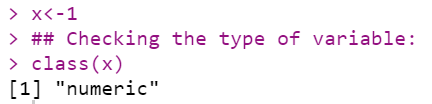 > x<-1
> ## Checking the type of variable:
> class(x)
[1] "numeric"